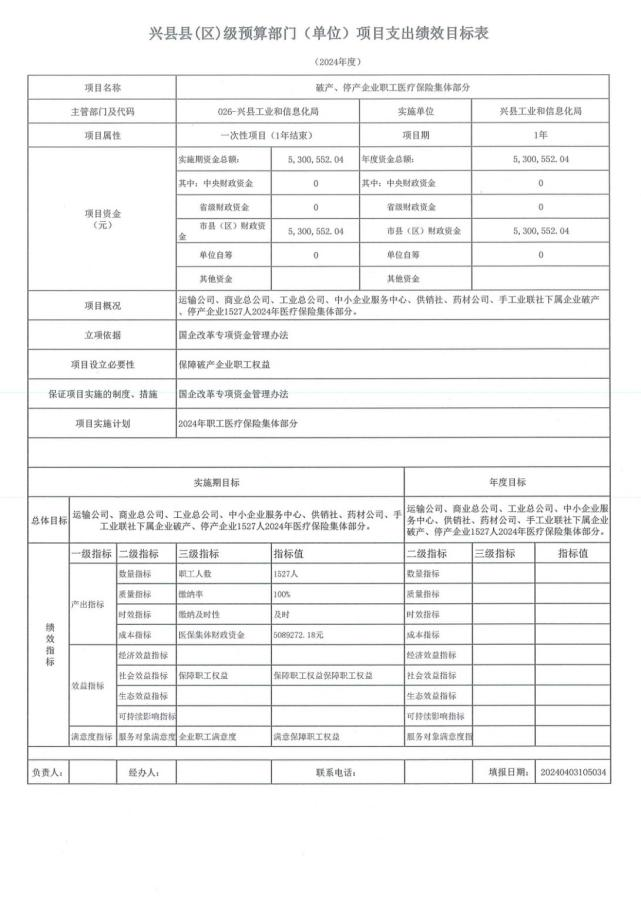 兴县县(区)级预算部门（单位）项目支出绩效目标表
（2024年度）
项目名称 破产、停产企业职工医疗保险集体部分
主管部门及代码 026-兴县工业和信息化局 实施单位 兴县工业和信息化局
项目属性 一次性项目（1年结束） 项目期 1年
项目资金
（元）
实施期资金总额： 5,300,552.04 年度资金总额： 5,300,552.04
其中：中央财政资金 0 其中：中央财政资金 0
省级财政资金 0 省级财政资金 0
市县（区）财政资
金 5,300,552.04 市县（区）财政资金 5,300,552.04
单位自筹 0 单位自筹 0
其他资金 其他资金
项目概况 运输公司、商业总公司、工业总公司、中小企业服务中心、供销社、药材公司、手工业联社下属企业破产
、停产企业1527人2024年医疗保险集体部分。
立项依据 国企改革专项资金管理办法
项目设立必要性 保障破产企业职工权益
保证项目实施的制度、措施 国企改革专项资金管理办法
项目实施计划 2024年职工医疗保险集体部分
实施期目标 年度目标
总体目标
运输公司、商业总公司、工业总公司、中小企业服务中心、供销社、药材公司、手
工业联社下属企业破产、停产企业1527人2024年医疗保险集体部分。
运输公司、商业总公司、工业总公司、中小企业服
务中心、供销社、药材公司、手工业联社下属企业
破产、停产企业1527人2024年医疗保险集体部分。
绩效指标
一级指标 二级指标 三级指标 指标值 二级指标 三级指标 指标值
产出指标
数量指标 职工人数 1527人 数量指标
质量指标 缴纳率 100% 质量指标
时效指标 缴纳及时性 及时 时效指标
成本指标 医保集体财政资金 5089272.18元 成本指标
效益指标
经济效益指标 经济效益指标
社会效益指标 保障职工权益 保障职工权益保障职工权益 社会效益指标
生态效益指标 生态效益指标
可持续影响指标 可持续影响指标
满意度指标 服务对象满意度 企业职工满意度 满意保障职工权益 服务对象满意度指
负责人： 经办人： 联系电话： 填报日期： 20240403105034